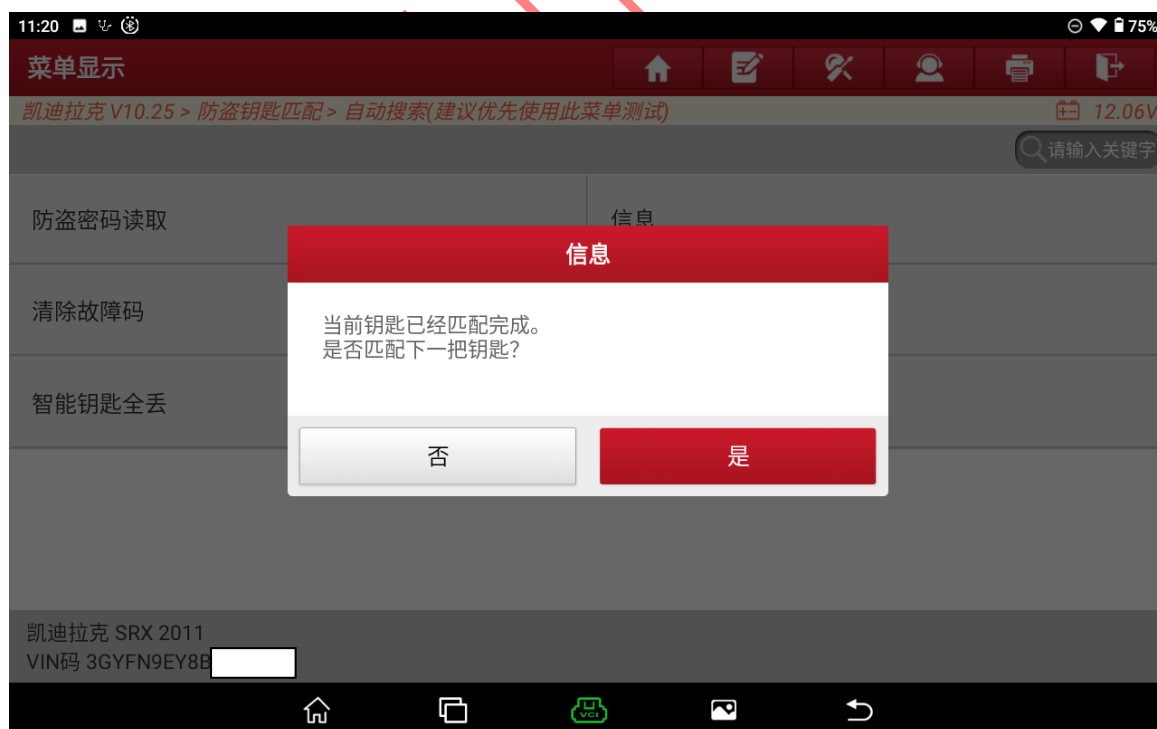 11:20
75%
菜单显示
凯迪拉克 V10.25 > 防盗钥匙匹配 > 自动搜索(建议优先使用此菜单测试)
12.06V
请输入关键字
防盗密码读取
信息
清除故障码
智能钥匙全丢
信息
当前钥匙已经匹配完成。
是否匹配下一把钥匙?
否
是
凯迪拉克 SRX 2011
VIN码 3GYFN9EY8B
VCI